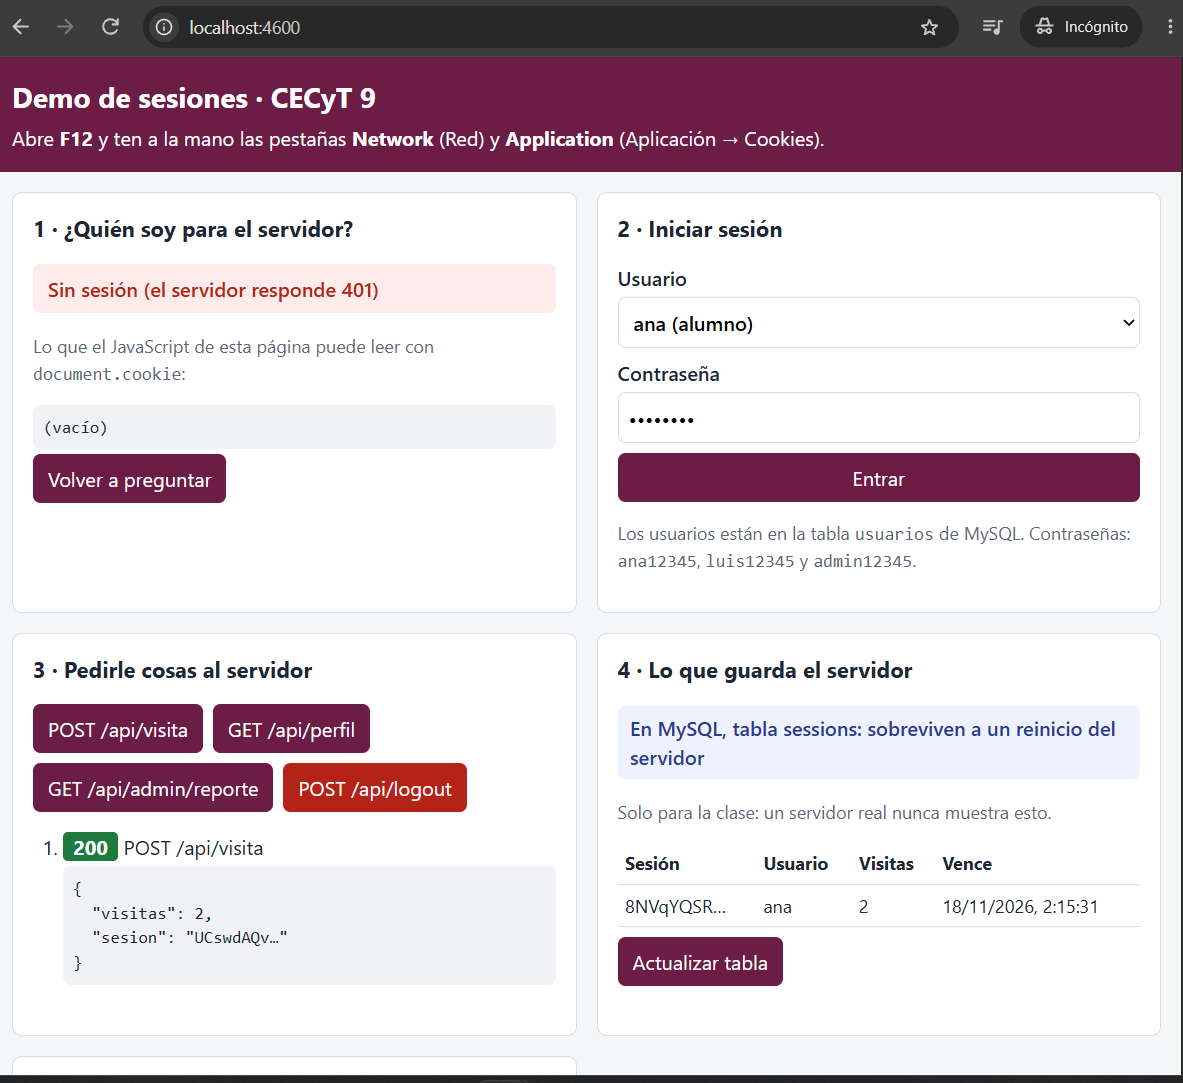 localhost:4600
Incógnito
Demo de sesiones · CECyT 9
Abre F12 y ten a la mano las pestañas Network (Red) y Application (Aplicación → Cookies).
1 · ¿Quién soy para el servidor?
Sin sesión (el servidor responde 401)
Lo que el JavaScript de esta página puede leer con
document.cookie:
(vacío)
Volver a preguntar
2 · Iniciar sesión
Usuario
ana (alumno)
Contraseña
••••••••
Entrar
Los usuarios están en la tabla usuarios de MySQL. Contraseñas:
ana12345, luis12345 y admin12345.
3 · Pedirle cosas al servidor
POST /api/visita
GET /api/perfil
GET /api/admin/reporte
POST /api/logout
1. 200 POST /api/visita
{
"visitas": 2,
"sesion": "UCswdAQv…"
}
4 · Lo que guarda el servidor
En MySQL, tabla sessions: sobreviven a un reinicio del
servidor
Solo para la clase: un servidor real nunca muestra esto.
Sesión Usuario Visitas Vence
8NVqYQSR… ana 2 18/11/2026, 2:15:31
Actualizar tabla